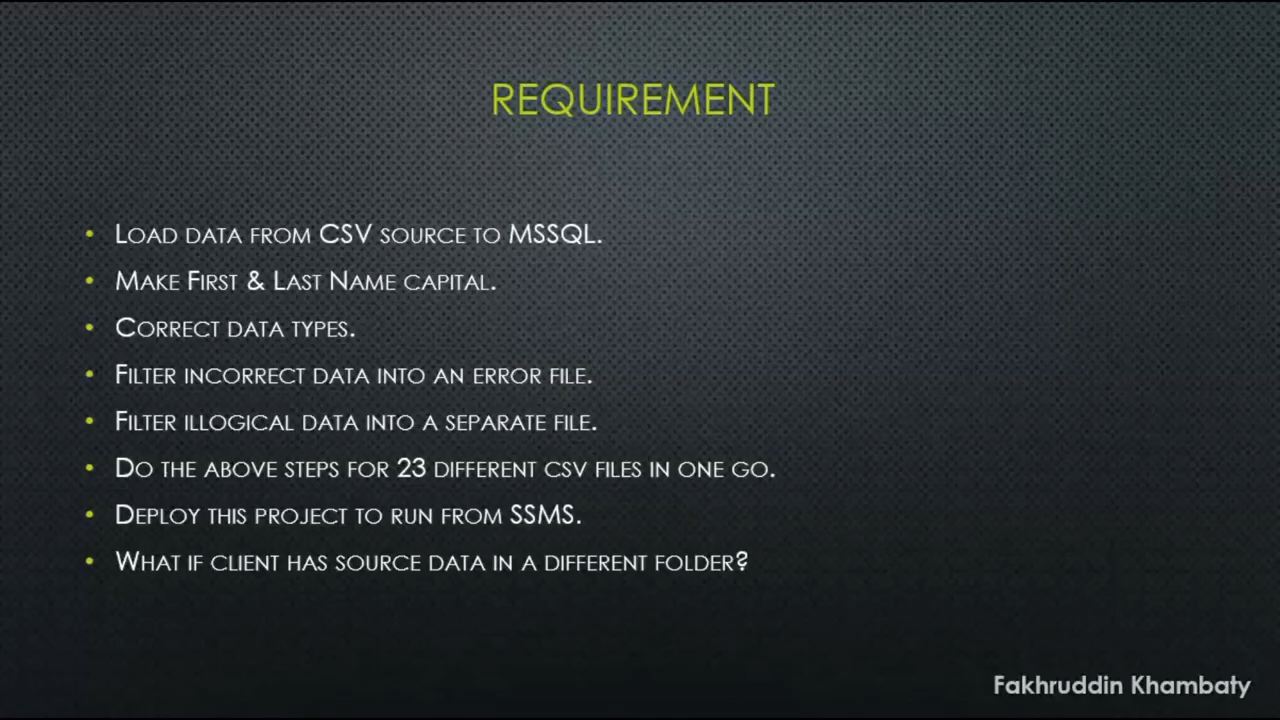 REQUIREMENT
• LOAD DATA FROM CSV SOURCE TO MSSQL.
• MAKE FIRST & LAST NAME CAPITAL.
• CORRECT DATA TYPES.
• FILTER INCORRECT DATA INTO AN ERROR FILE.
• FILTER ILLOGICAL DATA INTO A SEPARATE FILE.
• DO THE ABOVE STEPS FOR 23 DIFFERENT CSV FILES IN ONE GO.
• DEPLOY THIS PROJECT TO RUN FROM SSMS.
• WHAT IF CLIENT HAS SOURCE DATA IN A DIFFERENT FOLDER?
Fakhruddin Khambaty